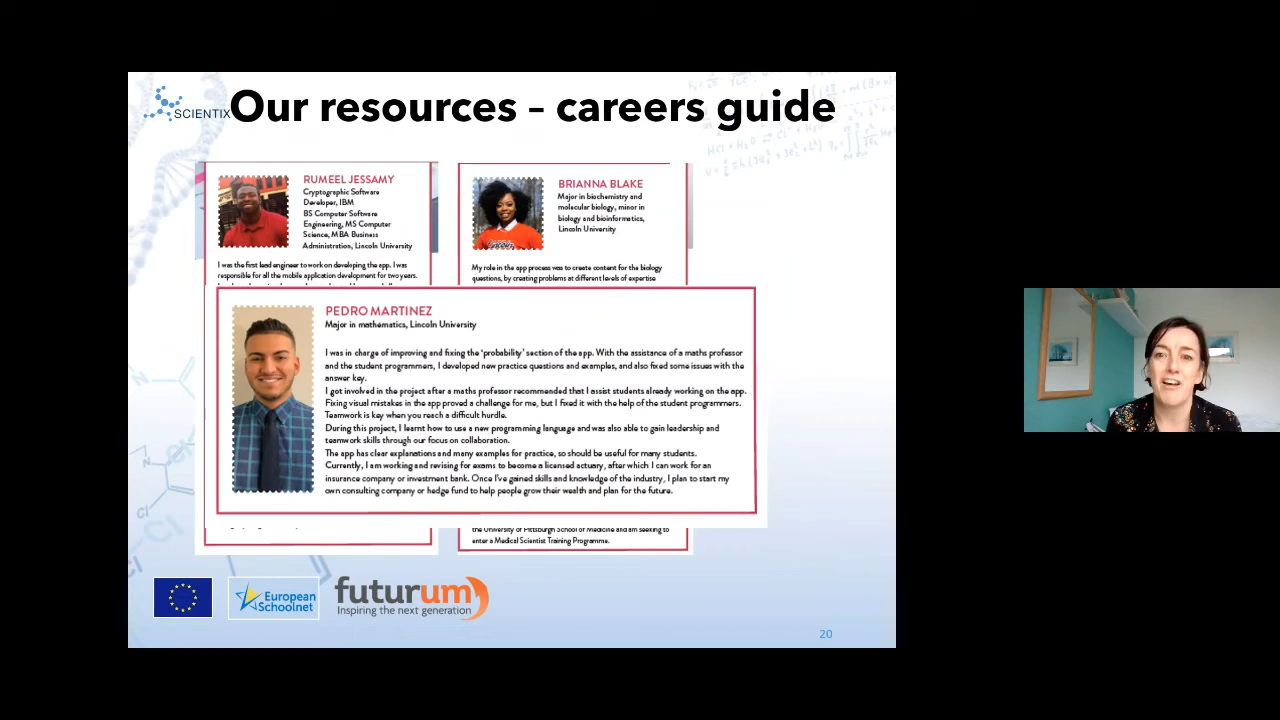 SCIENTIX
Our resources – careers guide
RUMEEL JESSAMY
Cryptographic Software
Developer, IBM
BS Computer Software
Engineering, MS Computer
Science, MBA Business
Administration, Lincoln University
I was the first lead engineer to work on developing the app. I was
responsible for all the mobile application development for two years.
BRIANNA BLAKE
Major in biochemistry and
molecular biology, minor in
biology and bioinformatics,
Lincoln University
My role in the app process was to create content for the biology
questions, by creating problems at different levels of expertise
PEDRO MARTINEZ
Major in mathematics, Lincoln University
I was in charge of improving and fixing the ‘probability’ section of the app. With the assistance of a maths professor
and the student programmers, I developed new practice questions and examples, and also fixed some issues with the
answer key.
I got involved in the project after a maths professor recommended that I assist students already working on the app.
Fixing visual mistakes in the app proved a challenge for me, but I fixed it with the help of the student programmers.
Teamwork is key when you reach a difficult hurdle.
During this project, I learnt how to use a new programming language and was also able to gain leadership and
teamwork skills through our focus on collaboration.
The app has clear explanations and many examples for practice, so should be useful for many students.
Currently, I am working and revising for exams to become a licensed actuary, after which I can work for an
insurance company or investment bank. Once I've gained skills and knowledge of the industry, I plan to start my
own consulting company or hedge fund to help people grow their wealth and plan for the future.
the University of Pittsburgh School of Medicine and am seeking to
enter a Medical Scientist Training Programme.
European
Schoolnet
futurum
Inspiring the next generation
20